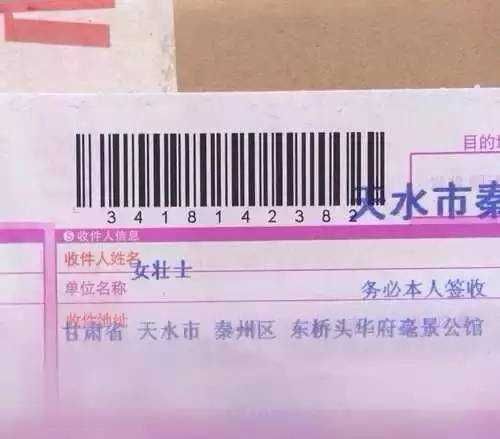 目的
3418142382
天水市秦
⑤收件人信息
收件人姓名
女壮士
单位名称
务必本人签收
收件地址
甘肃省 天水市 秦州区 东桥头华府毫景公馆